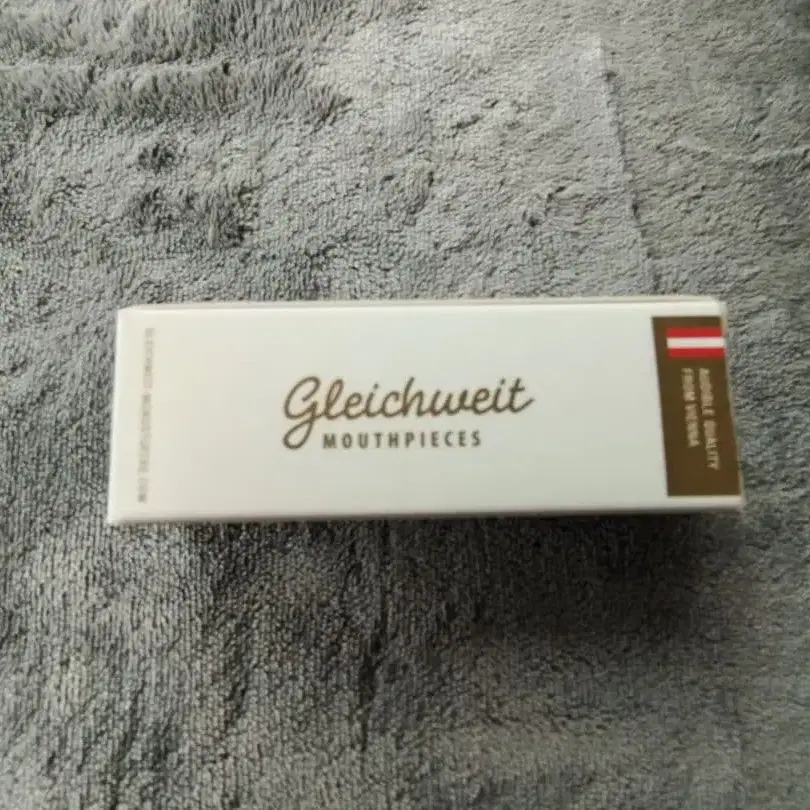 Gleichweit
MOUTHPIECES
AUDIBLE QUALITY
FROM VIENNA